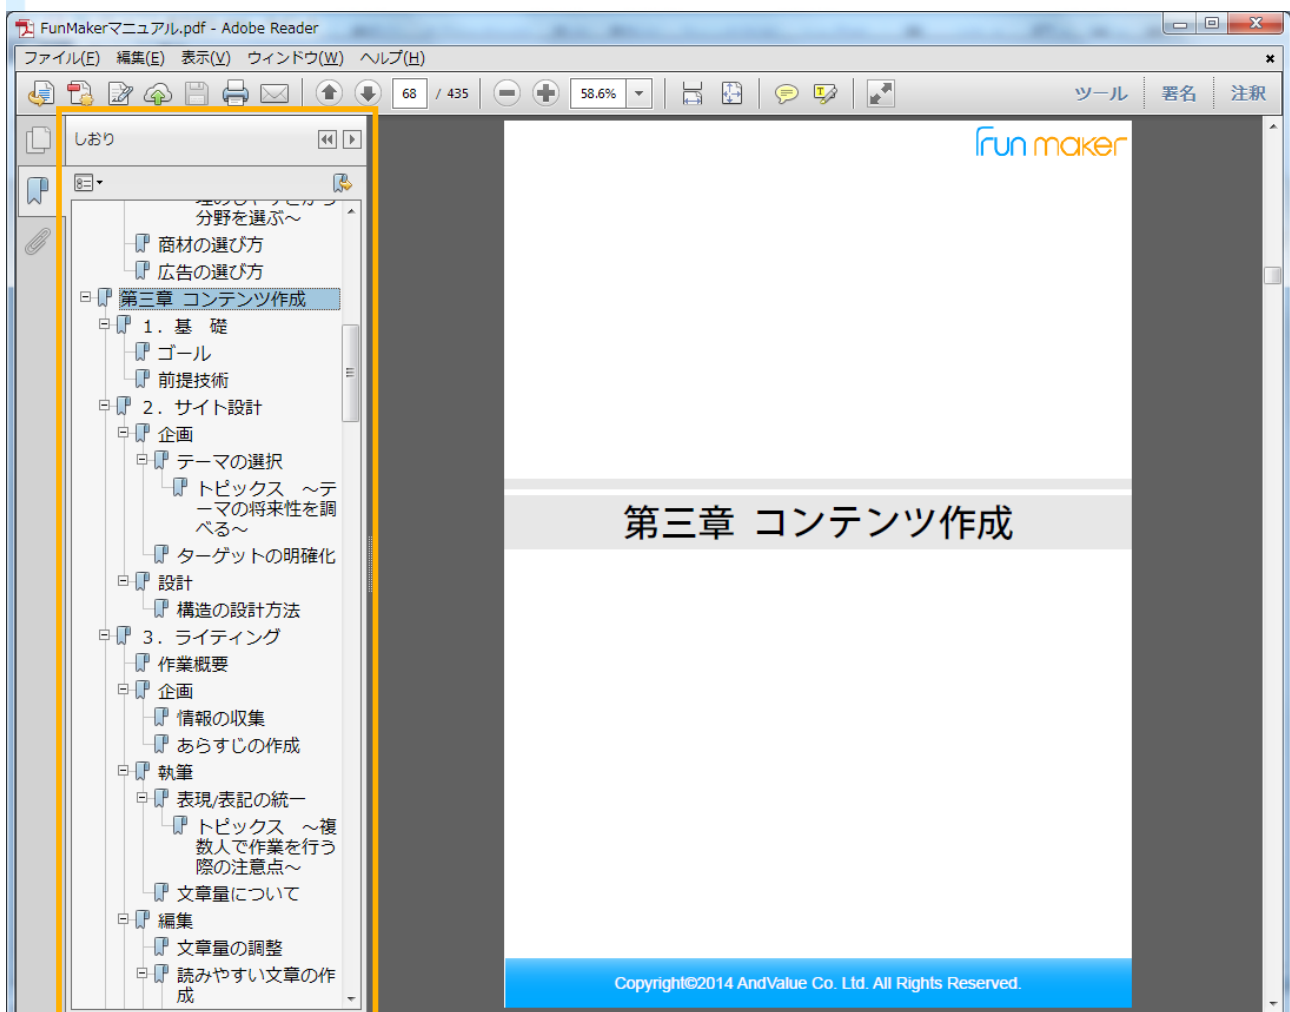 FunMakerマニュアル.pdf - Adobe Reader
ファイル(F) 編集(E) 表示(V) ウィンドウ(W) ヘルプ(H)
68 / 435 58.6% ツール 署名 注釈
しおり
分野を選ぶ～
商材の選び方
広告の選び方
第三章 コンテンツ作成
1．基　礎
ゴール
前提技術
2．サイト設計
企画
テーマの選択
トピックス　～テ
ーマの将来性を調
べる～
ターゲットの明確化
設計
構造の設計方法
3．ライティング
作業概要
企画
情報の収集
あらすじの作成
執筆
表現/表記の統一
トピックス　～複
数人で作業を行う
際の注意点～
文章量について
編集
文章量の調整
読みやすい文章の作
成
fun maker
第三章 コンテンツ作成
Copyright©2014 AndValue Co. Ltd. All Rights Reserved.